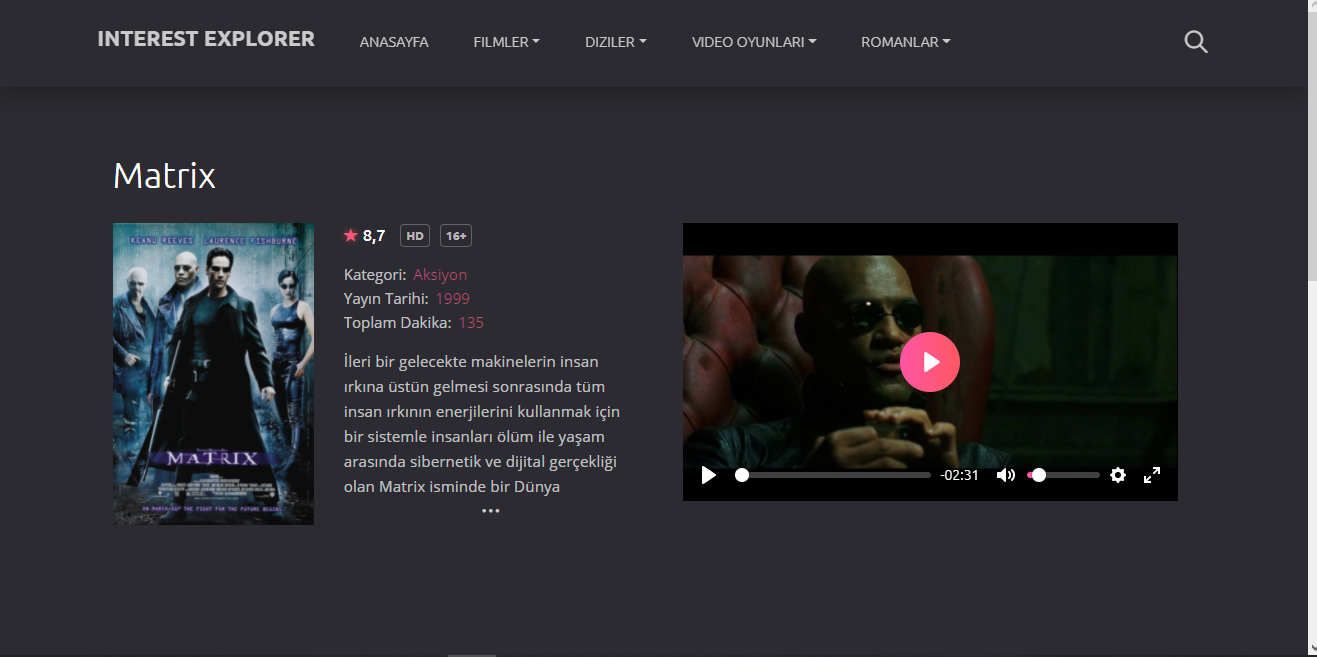 INTEREST EXPLORER
ANASAYFA
FILMLER
DIZILER
VIDEO OYUNLARI
ROMANLAR
Matrix
KEANU REEVES LAURENCE FISHBURNE
MATRIX
8,7 HD 16+
Kategori: Aksiyon
Yayın Tarihi: 1999
Toplam Dakika: 135
İleri bir gelecekte makinelerin insan
ırkına üstün gelmesi sonrasında tüm
insan ırkının enerjilerini kullanmak için
bir sistemle insanları ölüm ile yaşam
arasında sibernetik ve dijital gerçekliği
olan Matrix isminde bir Dünya
...
-02:31